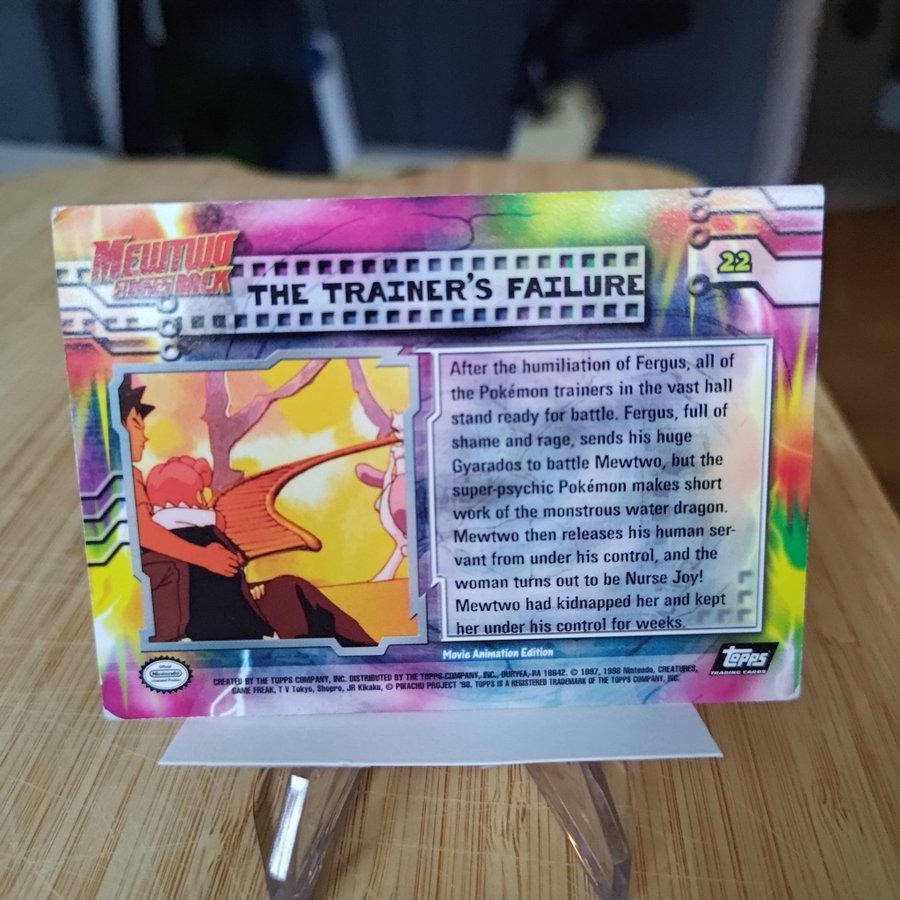 MEWTWO
STRIKES BACK
THE TRAINER'S FAILURE
22
After the humiliation of Fergus, all of
the Pokémon trainers in the vast hall
stand ready for battle. Fergus, full of
shame and rage, sends his huge
Gyarados to battle Mewtwo, but the
super-psychic Pokémon makes short
work of the monstrous water dragon.
Mewtwo then releases his human ser-
vant from under his control, and the
woman turns out to be Nurse Joy!
Mewtwo had kidnapped her and kept
her under his control for weeks.
Movie Animation Edition
Topps
TRADING CARDS
Official
Nintendo
Licensed Product
CREATED BY THE TOPPS COMPANY, INC. DISTRIBUTED BY THE TOPPS COMPANY, INC., DURYEA, PA 18642. © 1997, 1998 Nintendo, CREATURES,
GAME FREAK, TV Tokyo, Shopro, JR Kikaku, © PIKACHU PROJECT '98. TOPPS IS A REGISTERED TRADEMARK OF THE TOPPS COMPANY, INC.